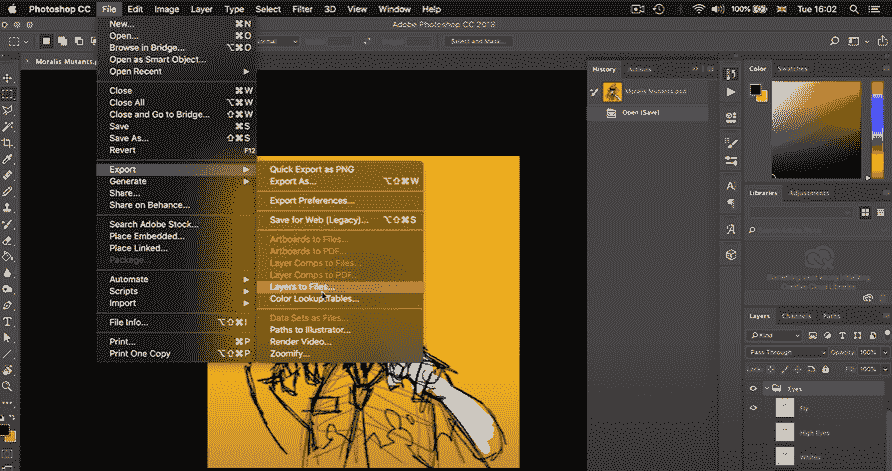 Photoshop CC File Edit Image Layer Type Select Filter 3D View Window Help 100% Tue 16:02
Adobe Photoshop CC 2018
Select and Mask...
Moralis Mutants.p
New... ⌘N
Open... ⌘O
Browse in Bridge... ⌥⌘O
Open as Smart Object...
Open Recent
Close ⌘W
Close All ⌥⌘W
Close and Go to Bridge... ⇧⌘W
Save ⌘S
Save As... ⇧⌘S
Revert F12
Export
Generate
Share...
Share on Behance...
Search Adobe Stock...
Place Embedded...
Place Linked...
Package...
Automate
Scripts
Import
File Info... ⌥⇧⌘I
Print... ⌘P
Print One Copy ⌥⇧⌘P
Quick Export as PNG
Export As... ⌥⇧⌘W
Export Preferences...
Save for Web (Legacy)... ⌥⇧⌘S
Artboards to Files...
Artboards to PDF...
Layer Comps to Files...
Layer Comps to PDF...
Layers to Files...
Color Lookup Tables...
Data Sets as Files...
Paths to Illustrator...
Render Video...
Zoomify...
History Actions
Moralis Mutants.psd
Open (Save)
Color Swatches
Libraries Adjustments
Layers Channels Paths
Kind
Pass Through Opacity: 100%
Lock: Fill: 100%
Eyes
Fly
High Eyes